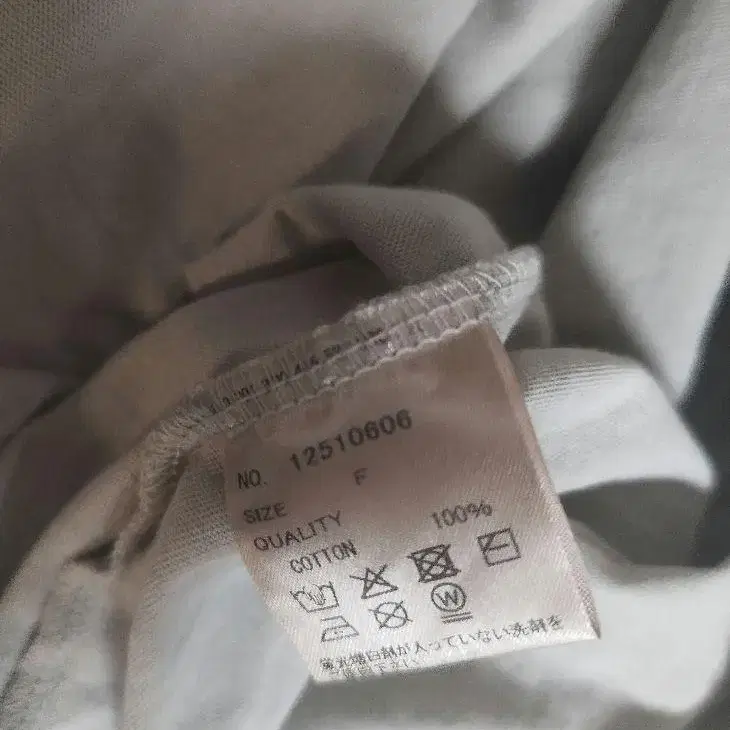 NO. 12510606
SIZE F
QUALITY
COTTON 100%
W
蛍光増白剤が入っていない洗剤を